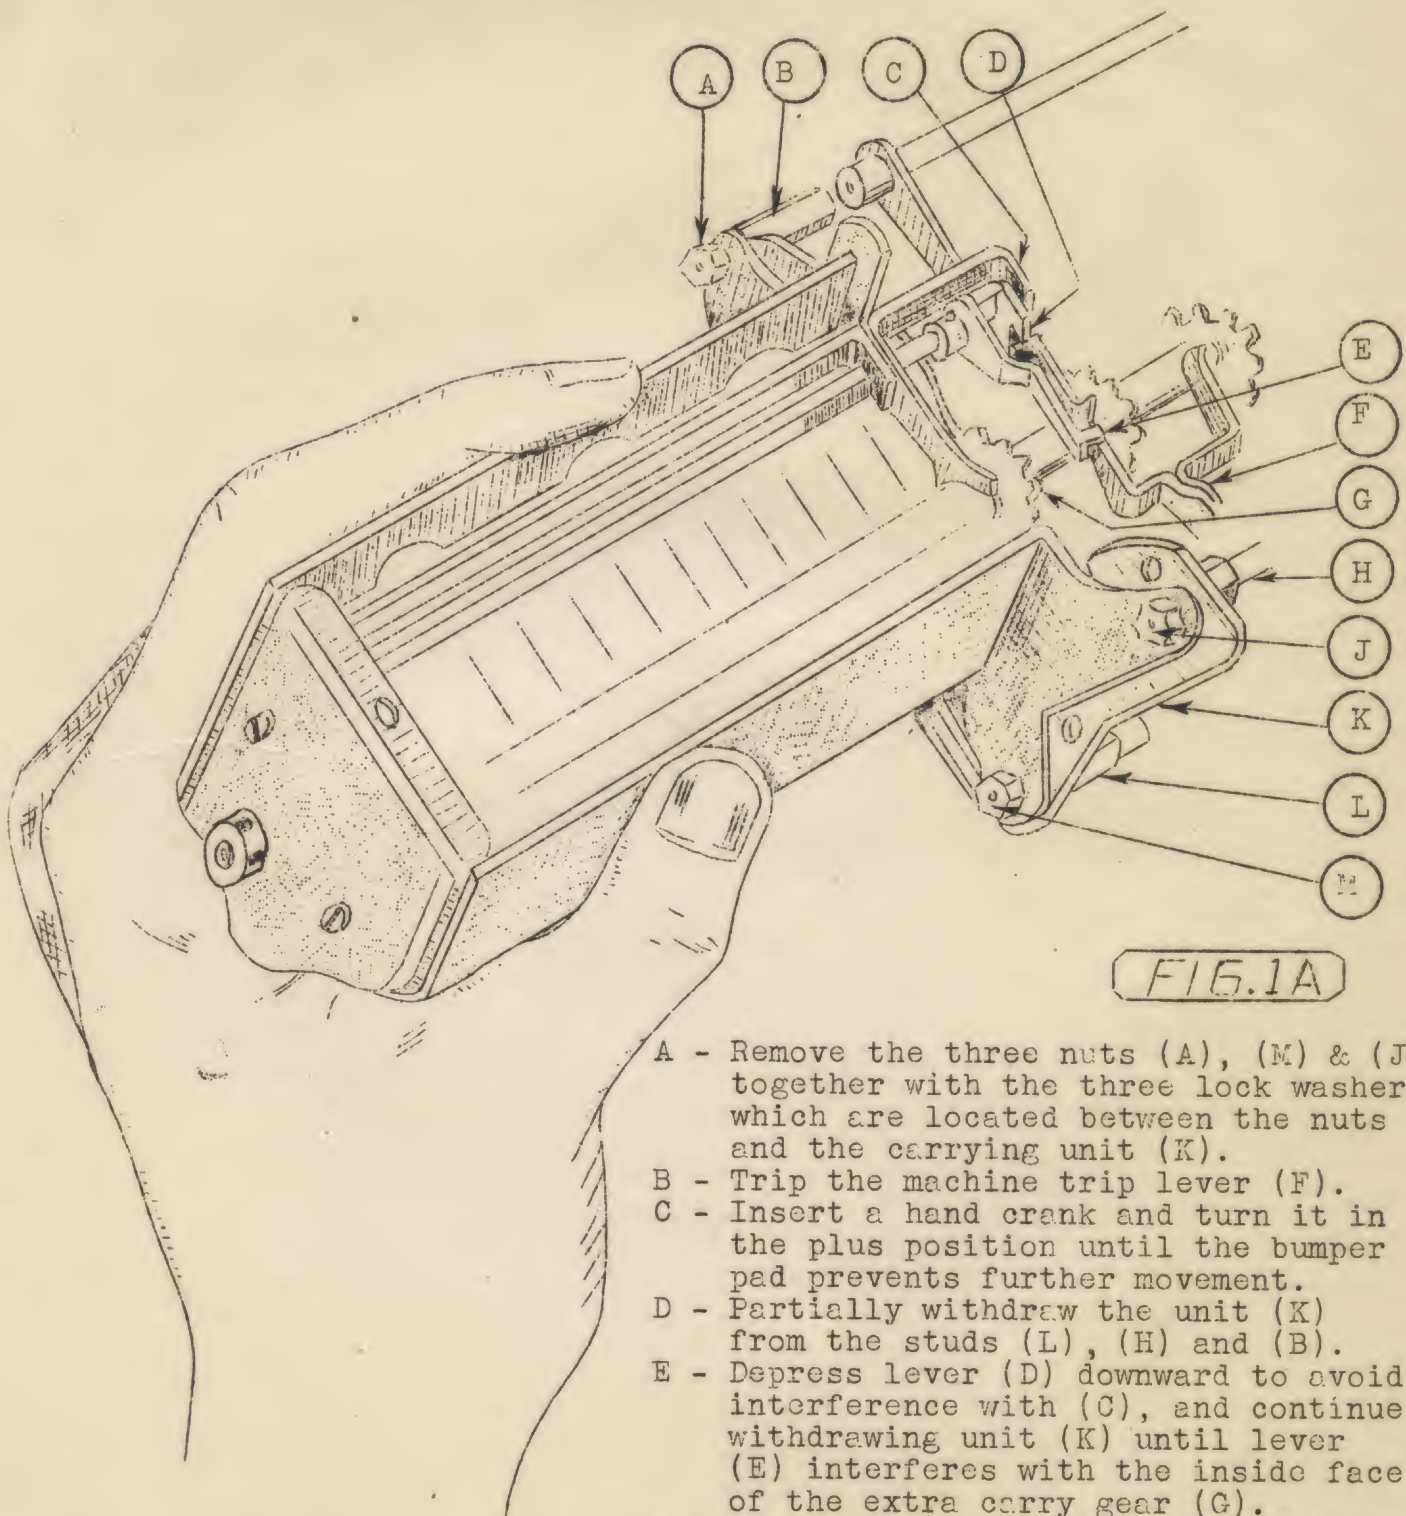 A
B
C
D
E
F
G
H
J
K
L
M
FIG.1A
A - Remove the three nuts (A), (M) & (J
together with the three lock washer
which are located between the nuts
and the carrying unit (K).
B - Trip the machine trip lever (F).
C - Insert a hand crank and turn it in
the plus position until the bumper
pad prevents further movement.
D - Partially withdraw the unit (K)
from the studs (L), (H) and (B).
E - Depress lever (D) downward to avoid
interference with (C), and continue
withdrawing unit (K) until lever
(E) interferes with the inside face
of the extra carry gear (G).